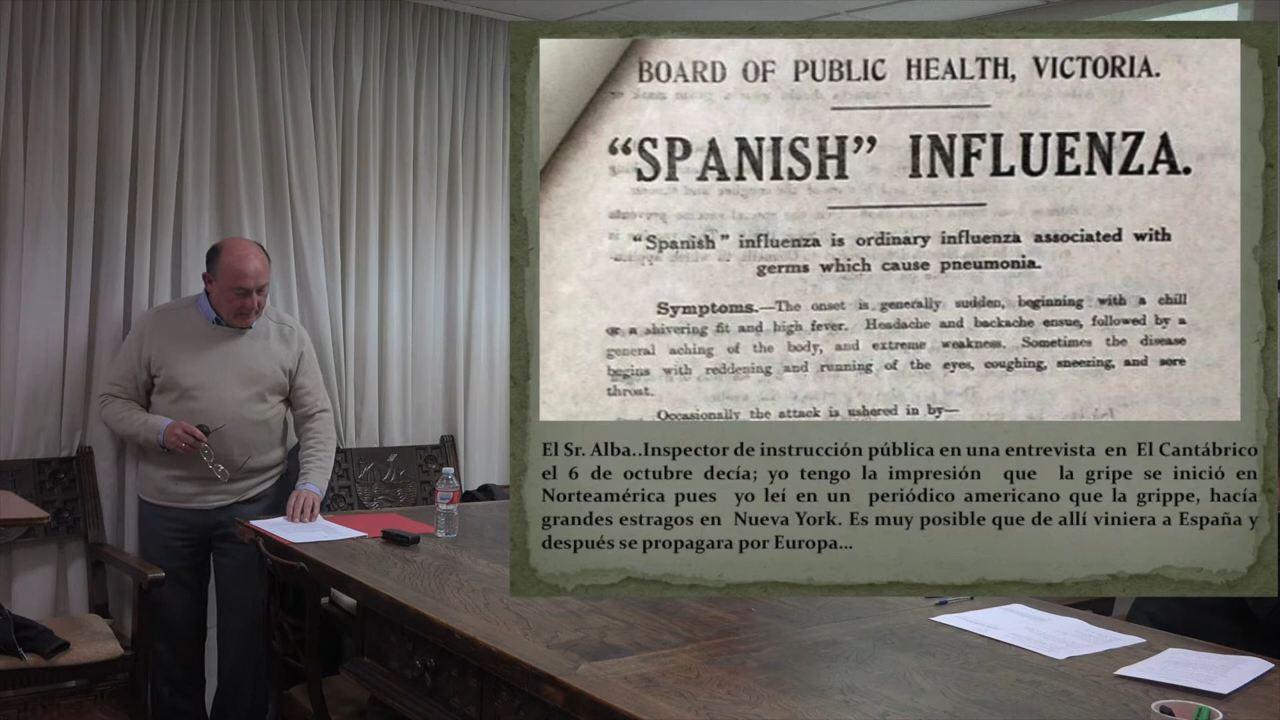 BOARD OF PUBLIC HEALTH, VICTORIA.
“SPANISH” INFLUENZA.
“Spanish” influenza is ordinary influenza associated with
germs which cause pneumonia.
Symptoms.—The onset is generally sudden, beginning with a chill
or a shivering fit and high fever. Headache and backache ensue, followed by a
general aching of the body, and extreme weakness. Sometimes the disease
begins with reddening and running of the eyes, coughing, sneezing, and sore
throat.
Occasionally the attack is ushered in by—
El Sr. Alba..Inspector de instrucción pública en una entrevista en El Cantábrico
el 6 de octubre decía; yo tengo la impresión que la gripe se inició en
Norteamérica pues yo leí en un periódico americano que la grippe, hacía
grandes estragos en Nueva York. Es muy posible que de allí viniera a España y
después se propagara por Europa...